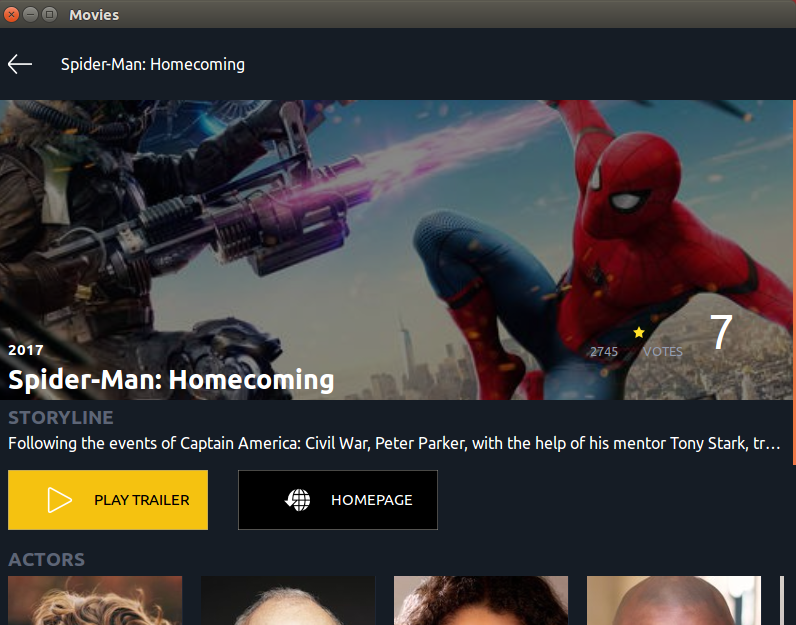 Movies
Spider-Man: Homecoming
7
2745 VOTES
2017
Spider-Man: Homecoming
STORYLINE
Following the events of Captain America: Civil War, Peter Parker, with the help of his mentor Tony Stark, tr…
PLAY TRAILER
HOMEPAGE
ACTORS